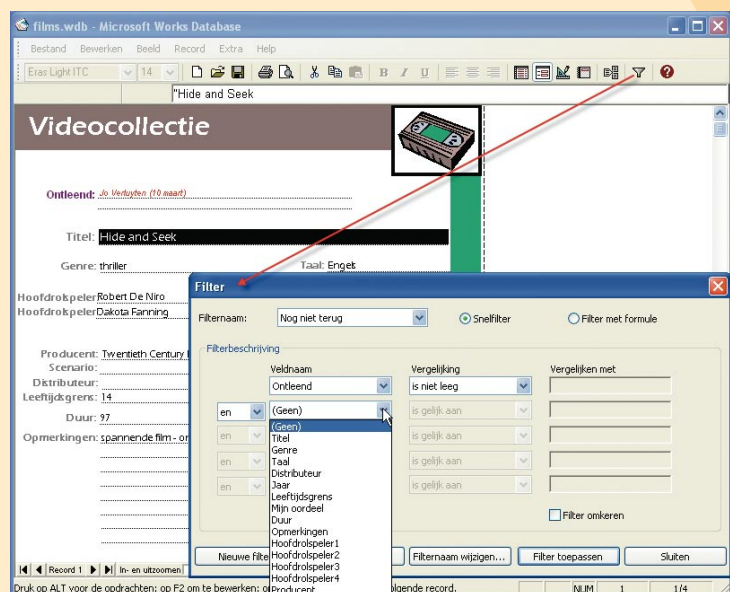 films.wdb - Microsoft Works Database
Bestand Bewerken Beeld Record Extra Help
Eras Light ITC 14 B I U
"Hide and Seek
Videocollectie
Ontleend: Jo Vertuyten (10 maart)
Titel: Hide and Seek
Genre: thriller Taal: Engels
Hoofdrolspeler Robert De Niro
Hoofdrolspeler Dakota Fanning
Producent: Twentieth Century
Scenario:
Distributeur:
Leeftijdsgrens: 14
Duur: 97
Opmerkingen: spannende film - or
Filter
Filternaam: Nog niet terug Snelfilter Filter met formule
Filterbeschrijving
Veldnaam Vergelijking Vergelijken met
Ontleend is niet leeg
en (Geen) is gelijk aan
en is gelijk aan
en is gelijk aan
en is gelijk aan
(Geen)
Titel
Genre
Taal
Distributeur
Jaar
Leeftijdsgrens
Mijn oordeel
Duur
Opmerkingen
Hoofdrolspeler1
Hoofdrolspeler2
Hoofdrolspeler3
Hoofdrolspeler4
Producent
Filter omkeren
Nieuwe filte Filternaam wijzigen... Filter toepassen Sluiten
Record 1 In- en uitzoomen
Druk op ALT voor de opdrachten; op F2 om te bewerken; lgende record. NUM 1 1/4